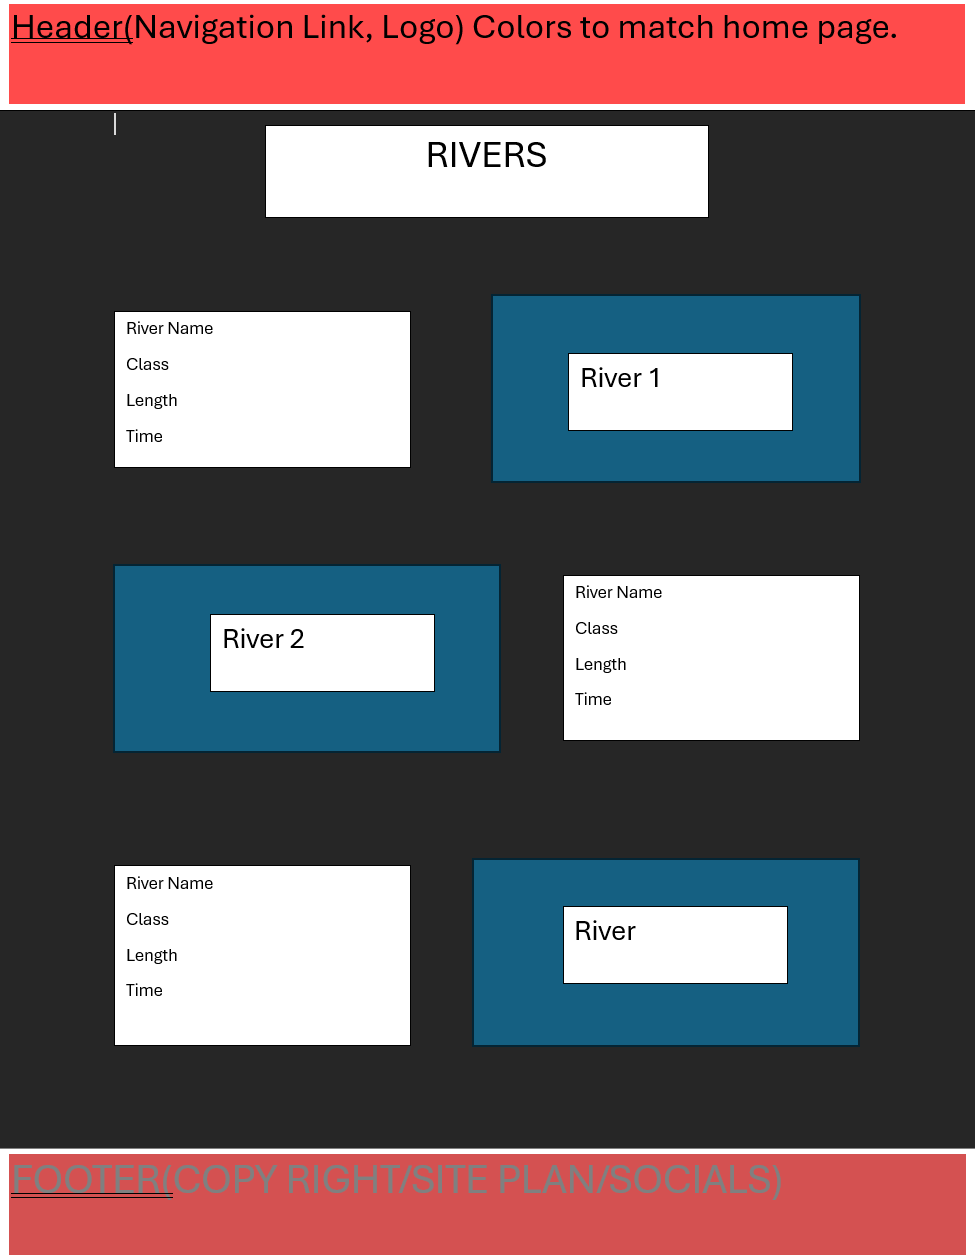 Header(Navigation Link, Logo) Colors to match home page.
RIVERS
River Name
Class
Length
Time
River 1
River 2
River Name
Class
Length
Time
River Name
Class
Length
Time
River
FOOTER(COPY RIGHT/SITE PLAN/SOCIALS)